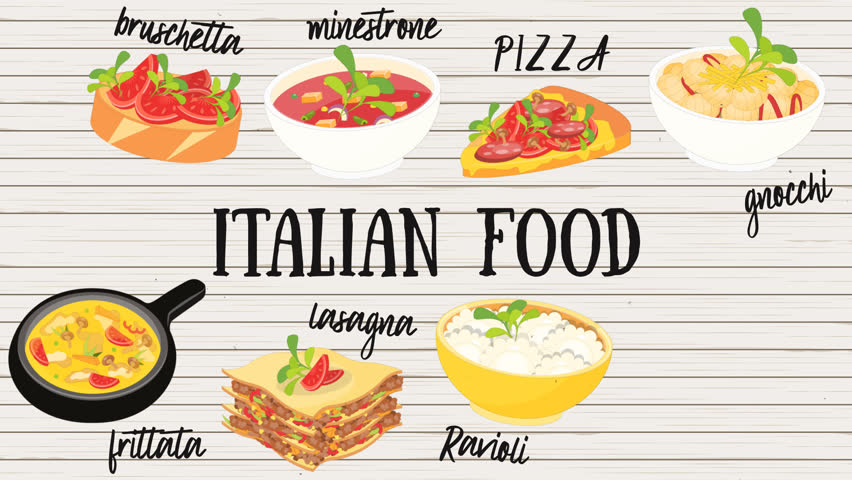 bruschetta
minestrone
PIZZA
gnocchi
ITALIAN FOOD
lasagna
frittata
Ravioli